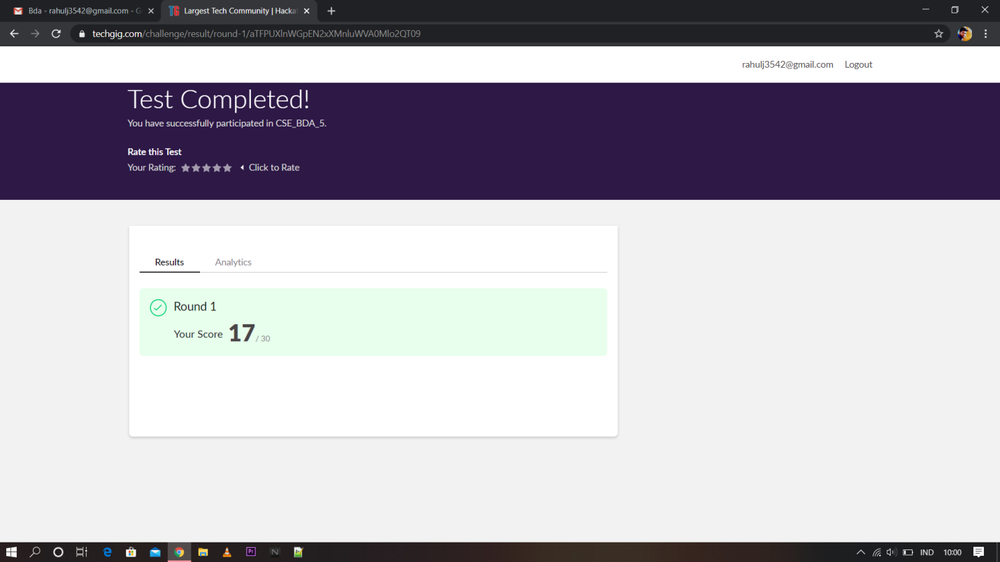 Bda - rahulj3542@gmail.com - G
Largest Tech Community | Hacka
techgig.com/challenge/result/round-1/aTFPUXlnWGpEN2xXMnluWVA0Mlo2QT09
rahulj3542@gmail.com Logout
Test Completed!
You have successfully participated in CSE_BDA_5.
Rate this Test
Your Rating: Click to Rate
Results Analytics
Round 1
Your Score 17 / 30
Pr N
IND 10:00